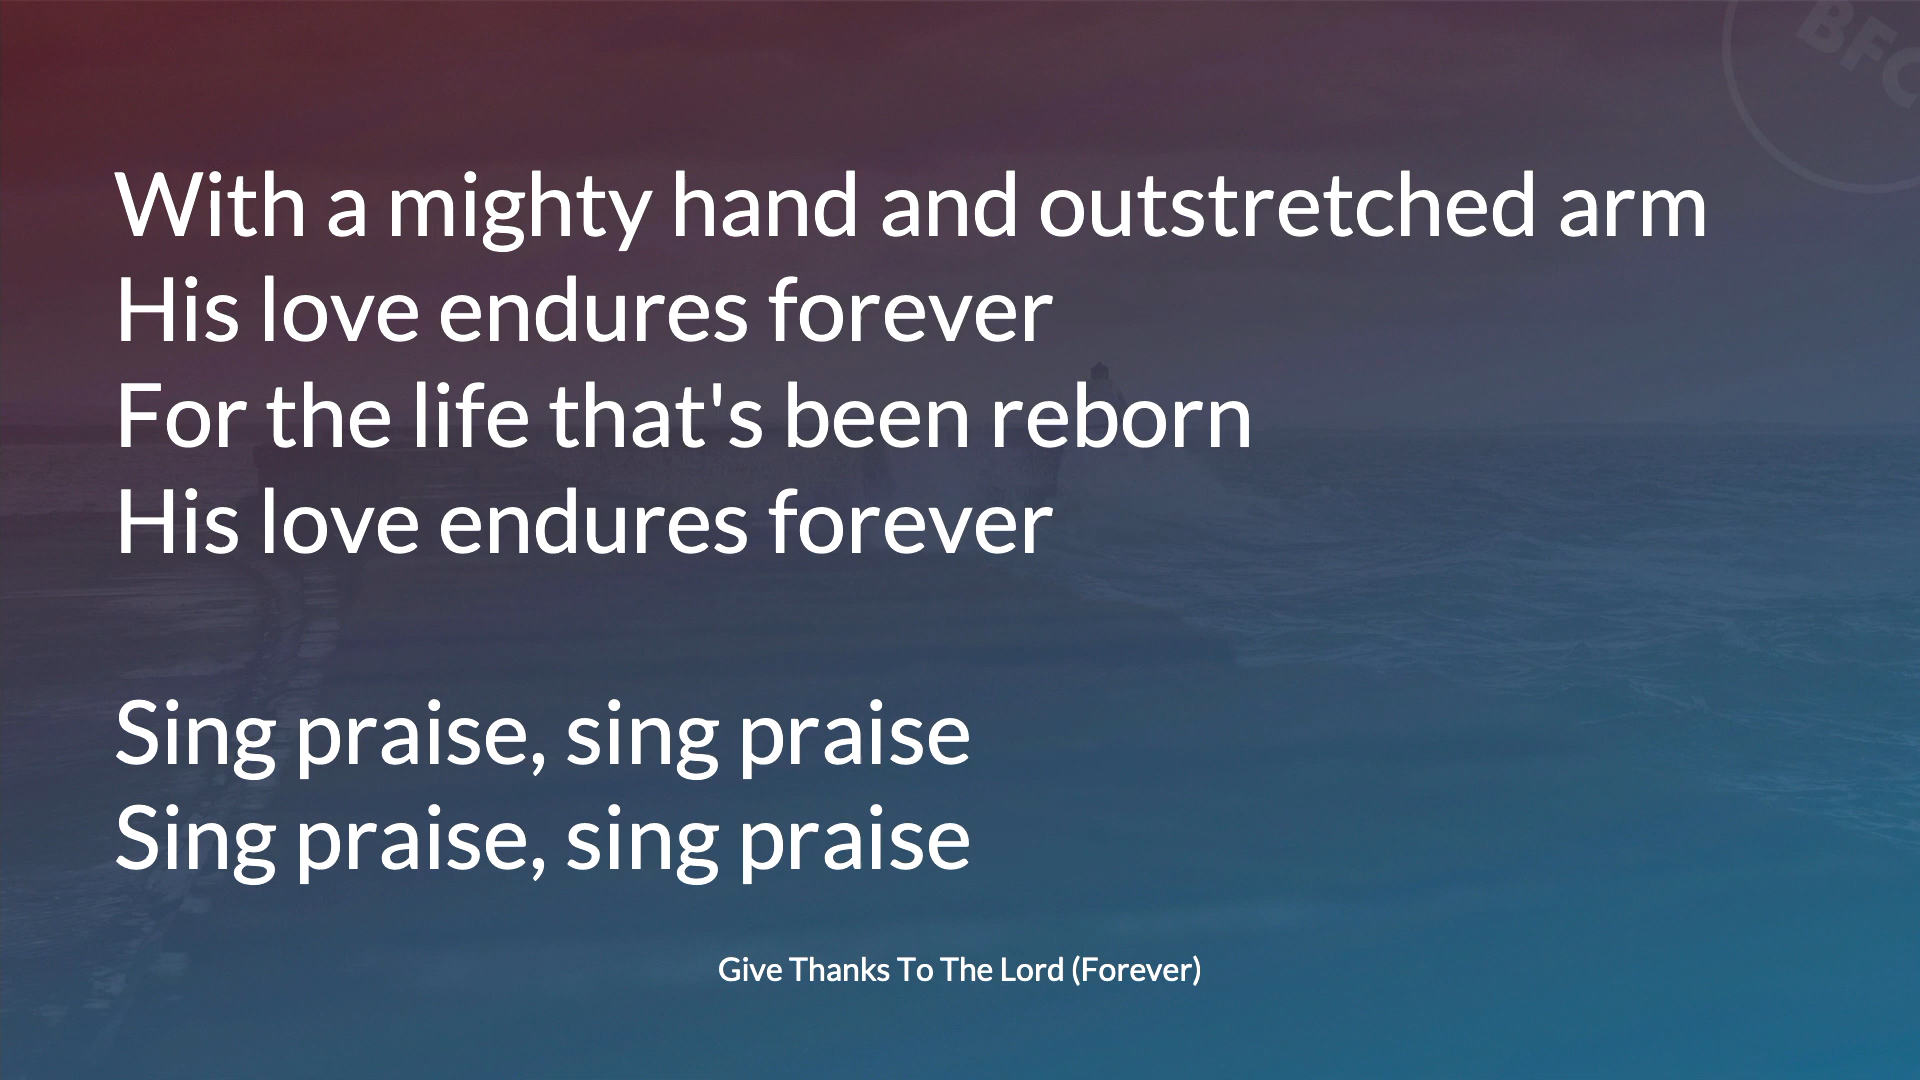 BFC
With a mighty hand and outstretched arm
His love endures forever
For the life that's been reborn
His love endures forever
Sing praise, sing praise
Sing praise, sing praise
Give Thanks To The Lord (Forever)